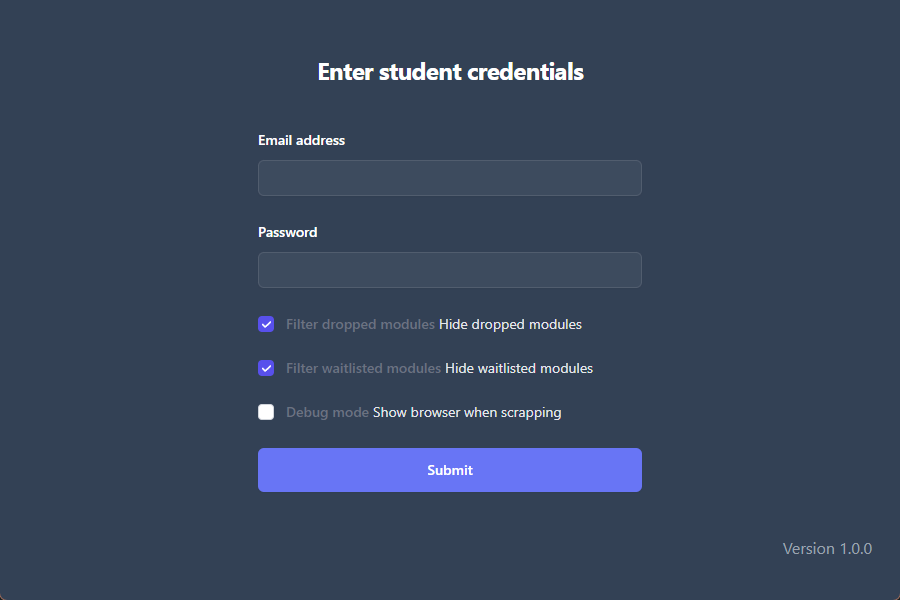 Enter student credentials
Email address
Password
Filter dropped modules Hide dropped modules
Filter waitlisted modules Hide waitlisted modules
Debug mode Show browser when scrapping
Submit
Version 1.0.0